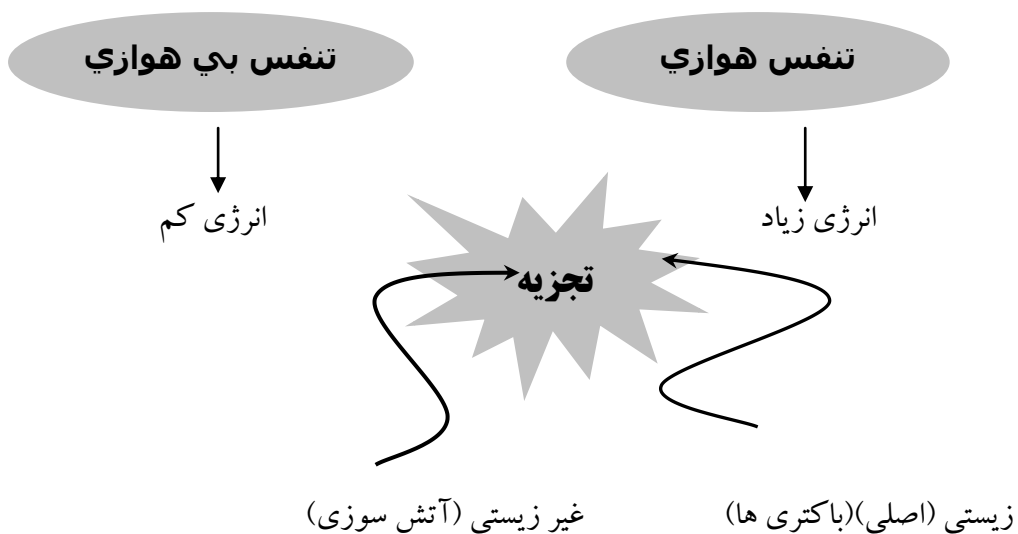 تنفس هوازي
تنفس بي هوازي
انرژی زیاد
انرژی کم
تجزیه
زیستی (اصلی)(باکتری ها)
غیر زیستی (آتش سوزی)